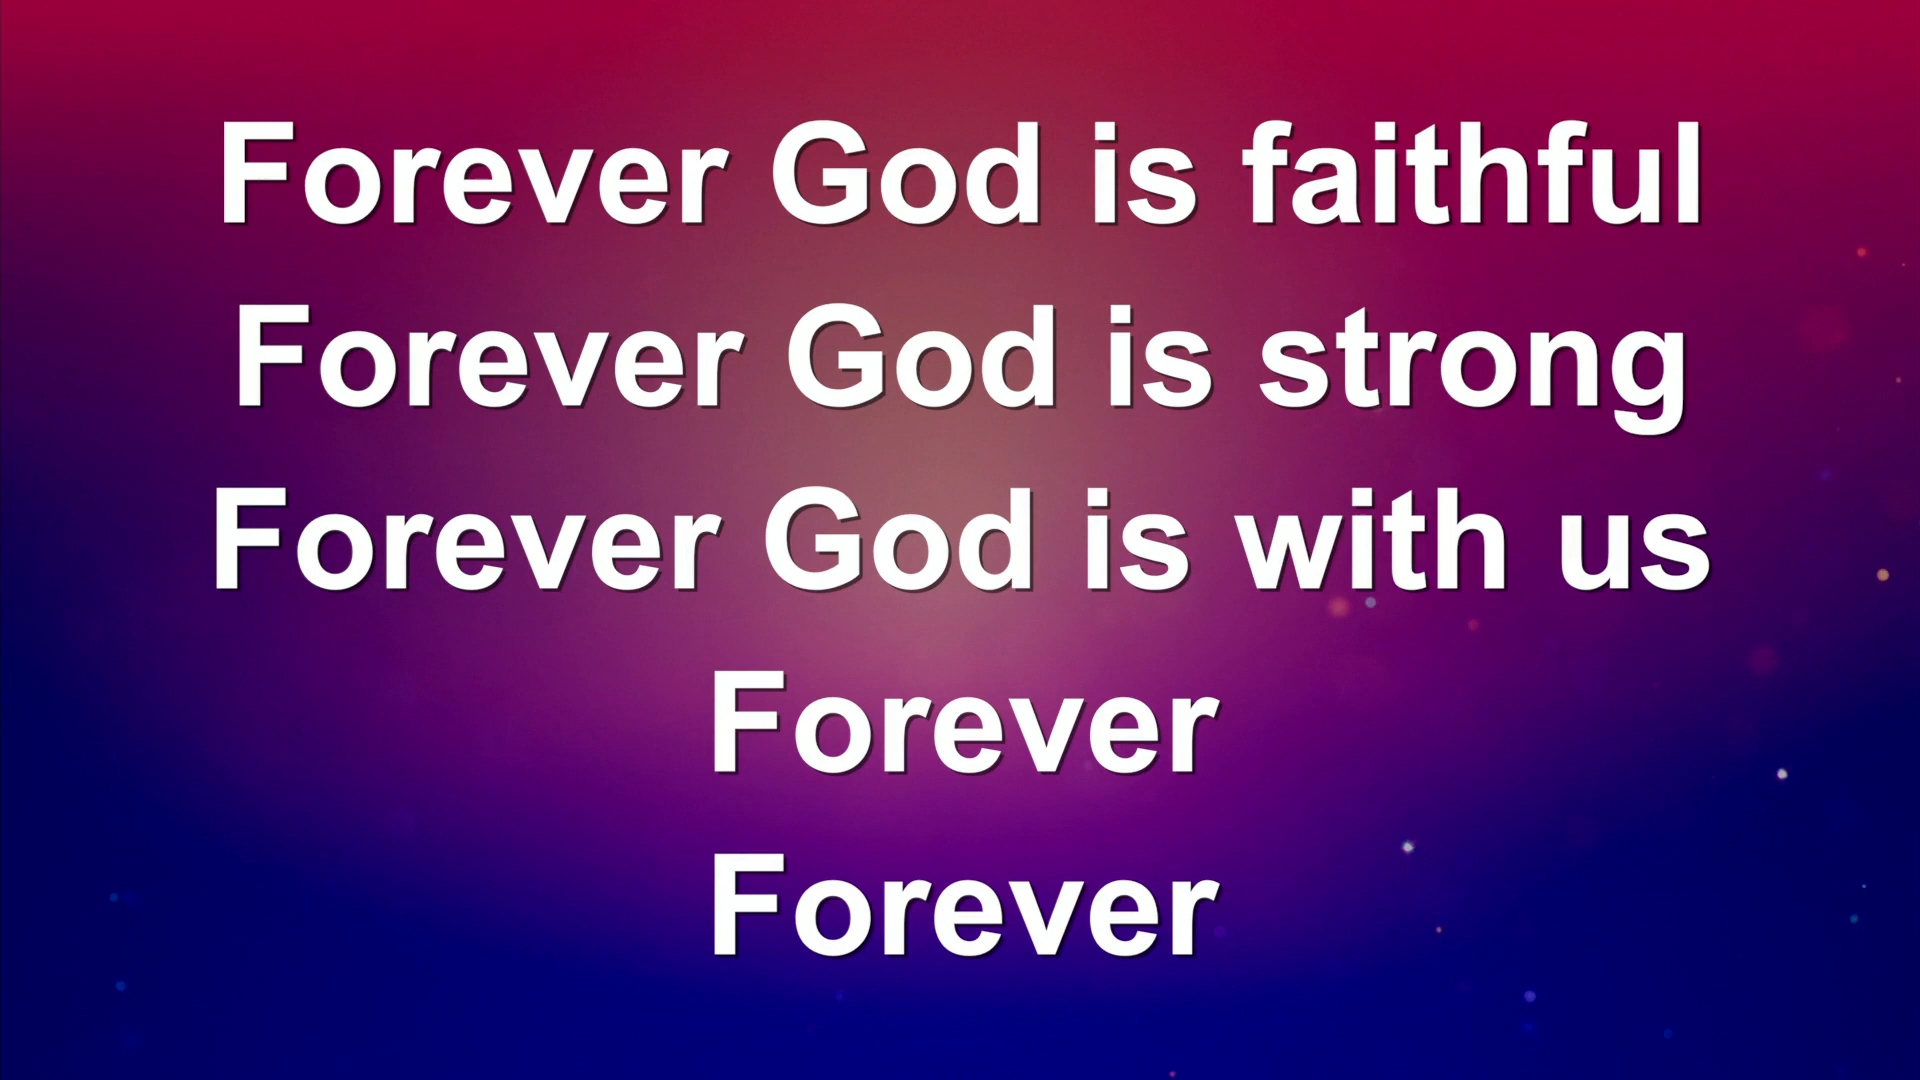 Forever God is faithful
Forever God is strong
Forever God is with us
Forever
Forever